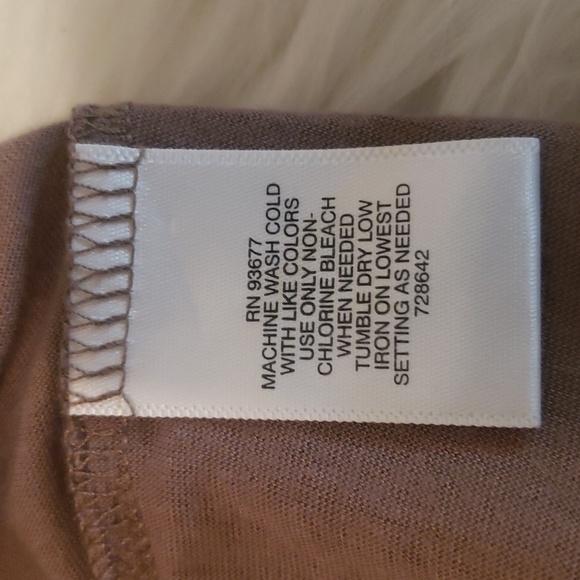 RN 93677
MACHINE WASH COLD
WITH LIKE COLORS
USE ONLY NON-
CHLORINE BLEACH
WHEN NEEDED
TUMBLE DRY LOW
IRON ON LOWEST
SETTING AS NEEDED
728642